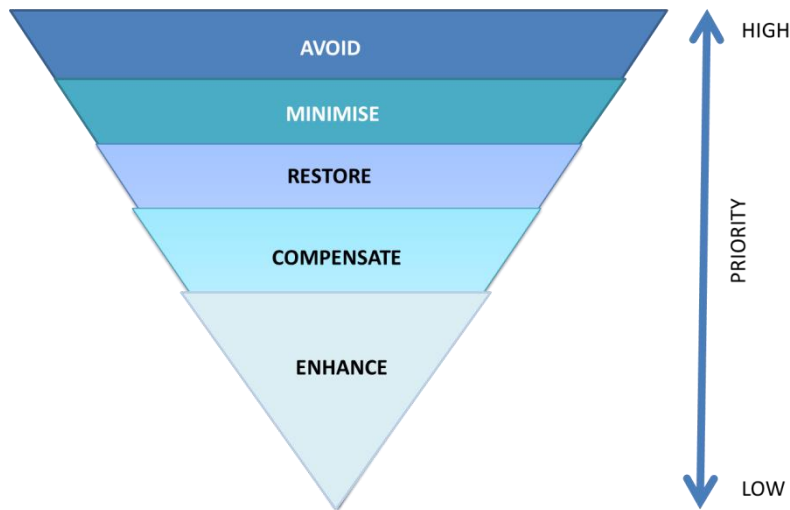 AVOID
HIGH
MINIMISE
RESTORE
COMPENSATE
PRIORITY
ENHANCE
LOW